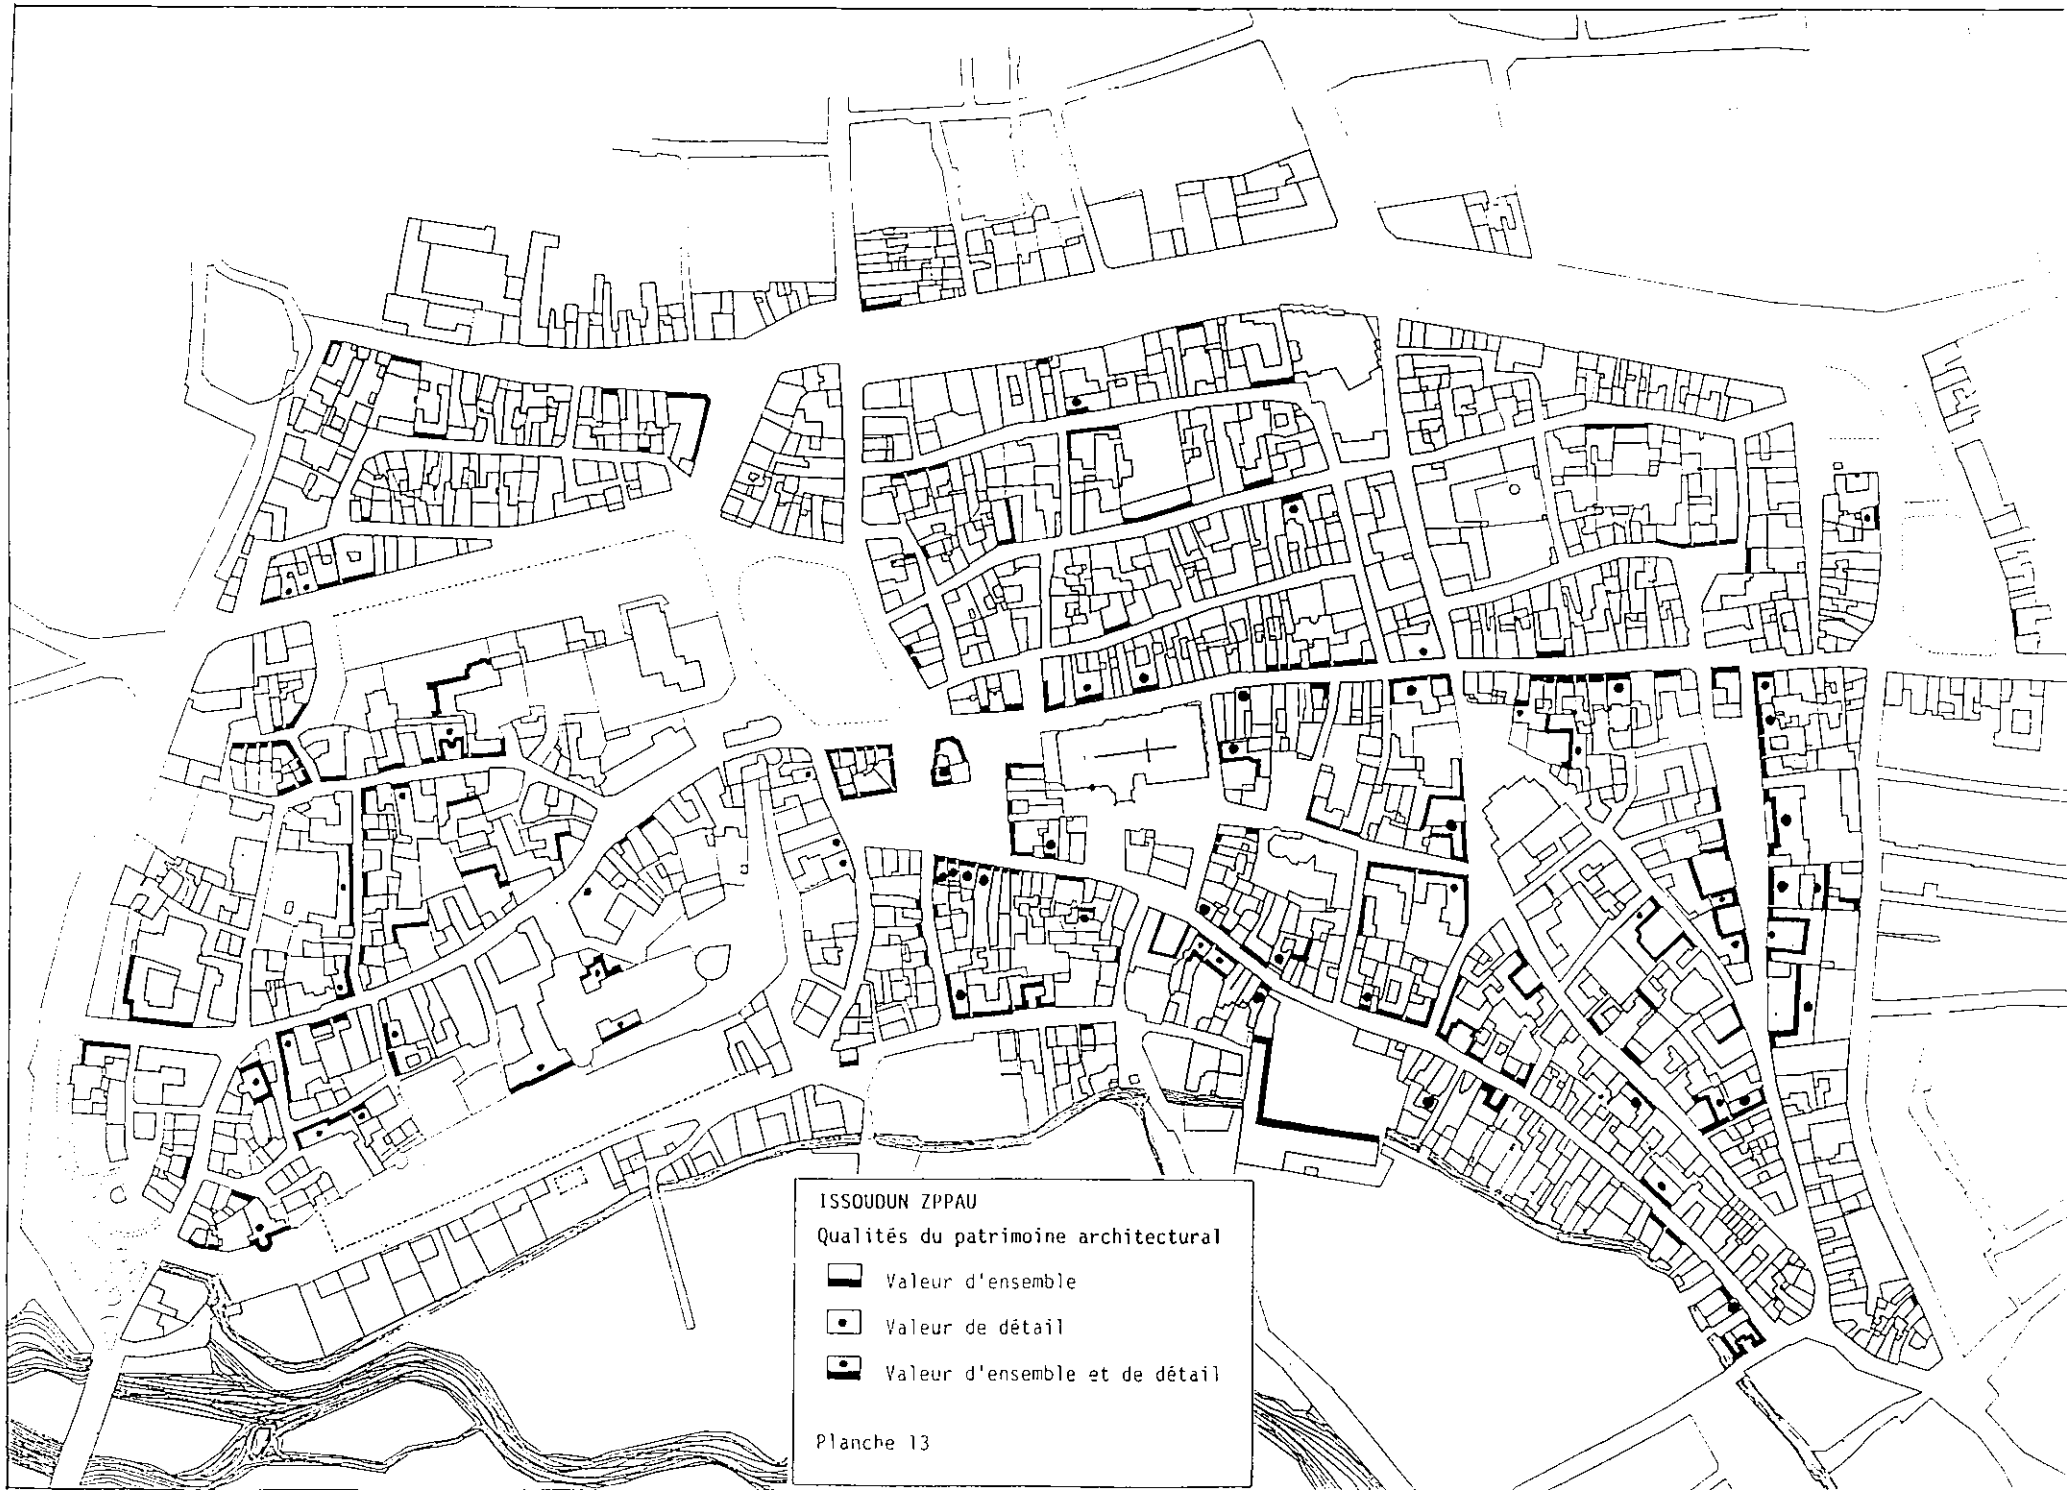 ISSOUDUN ZPPAU
Qualités du patrimoine architectural
Valeur d'ensemble
Valeur de détail
Valeur d'ensemble et de détail
Planche 13